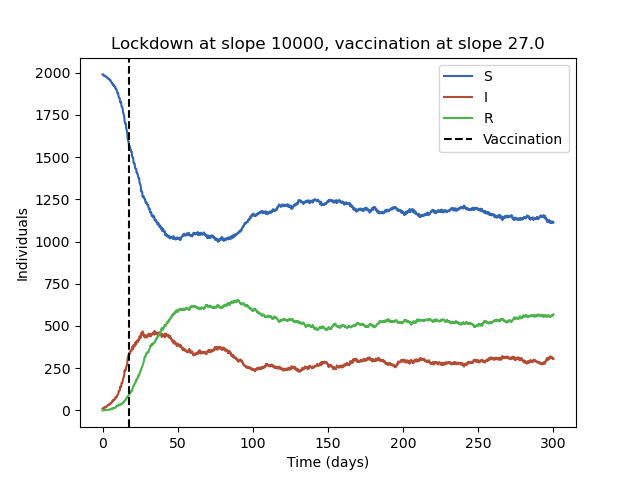 Lockdown at slope 10000, vaccination at slope 27.0
S
I
R
Vaccination
Individuals
2000
1750
1500
1250
1000
750
500
250
0
0 50 100 150 200 250 300
Time (days)